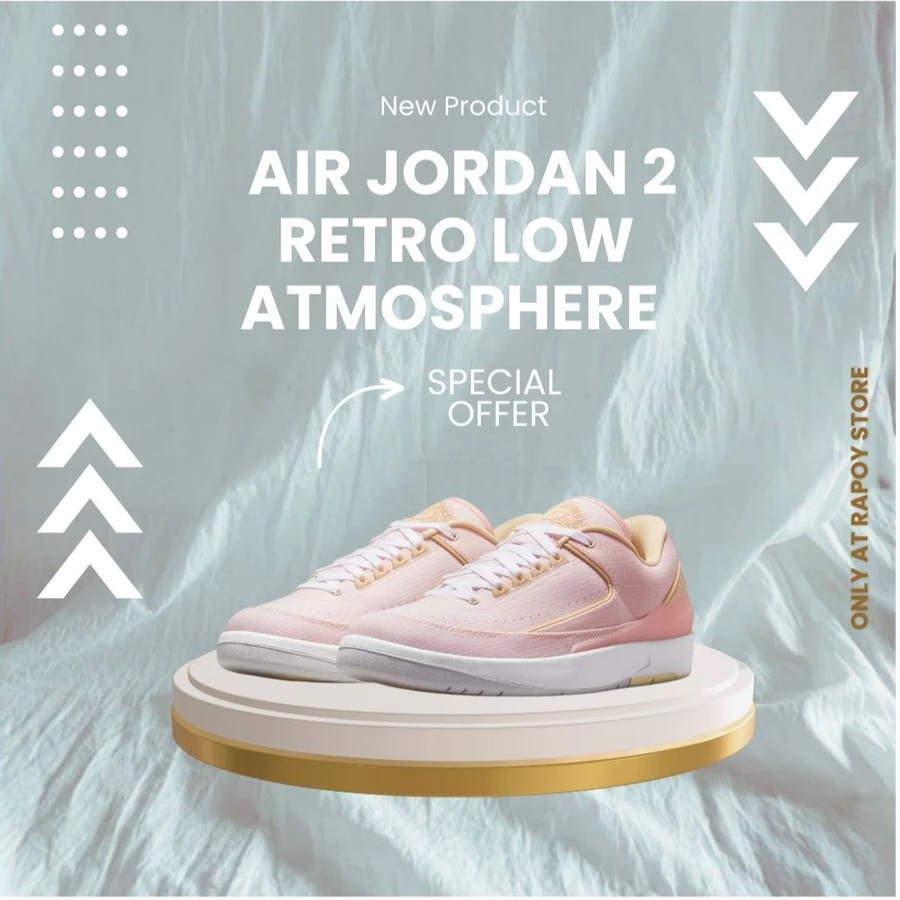 New Product
AIR JORDAN 2
RETRO LOW
ATMOSPHERE
SPECIAL
OFFER
ONLY AT RAPOY STORE